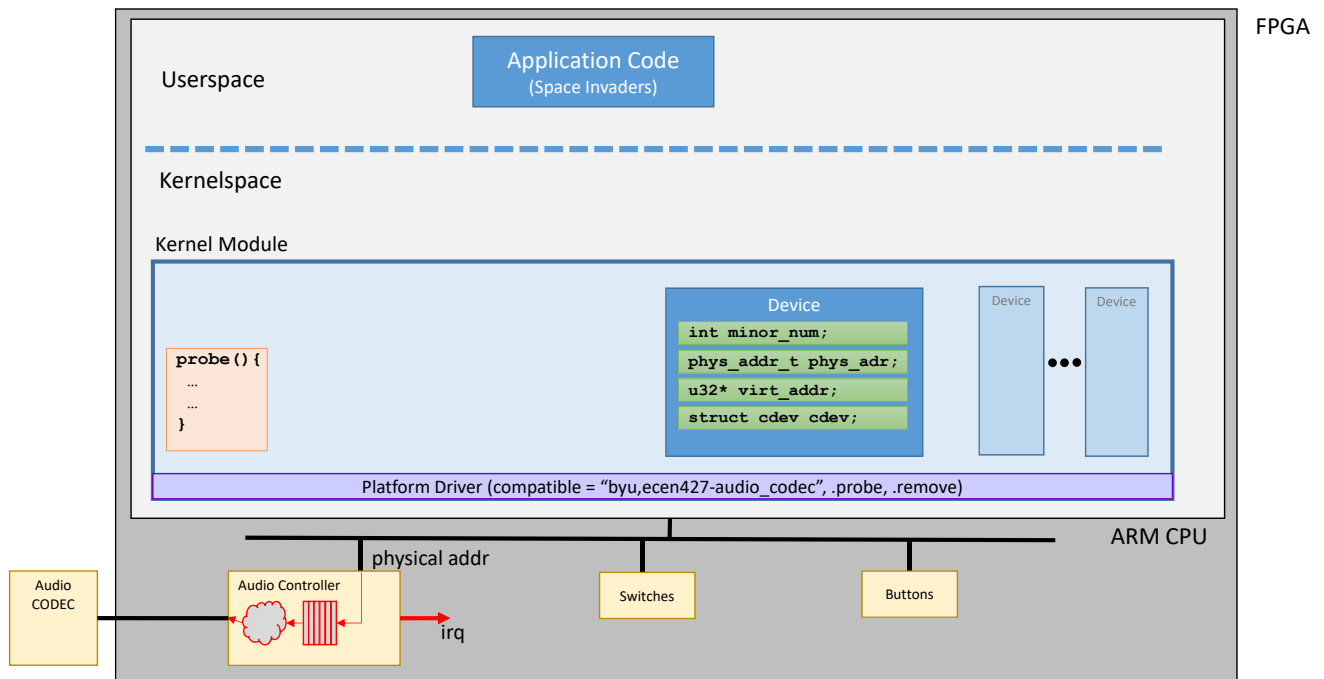 FPGA
Application Code
(Space Invaders)
Userspace
Kernelspace
Kernel Module
Device
int minor_num;
phys_addr_t phys_adr;
u32* virt_addr;
struct cdev cdev;
Device
Device
probe(){
…
…
}
Platform Driver (compatible = “byu,ecen427-audio_codec”, .probe, .remove)
ARM CPU
physical addr
Audio
CODEC
Audio Controller
irq
Switches
Buttons